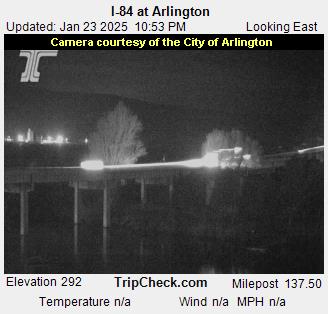 I-84 at Arlington
Updated: Jan 23 2025 10:53 PM Looking East
Camera courtesy of the City of Arlington
Elevation 292 TripCheck.com Milepost 137.50
Temperature n/a Wind n/a MPH n/a